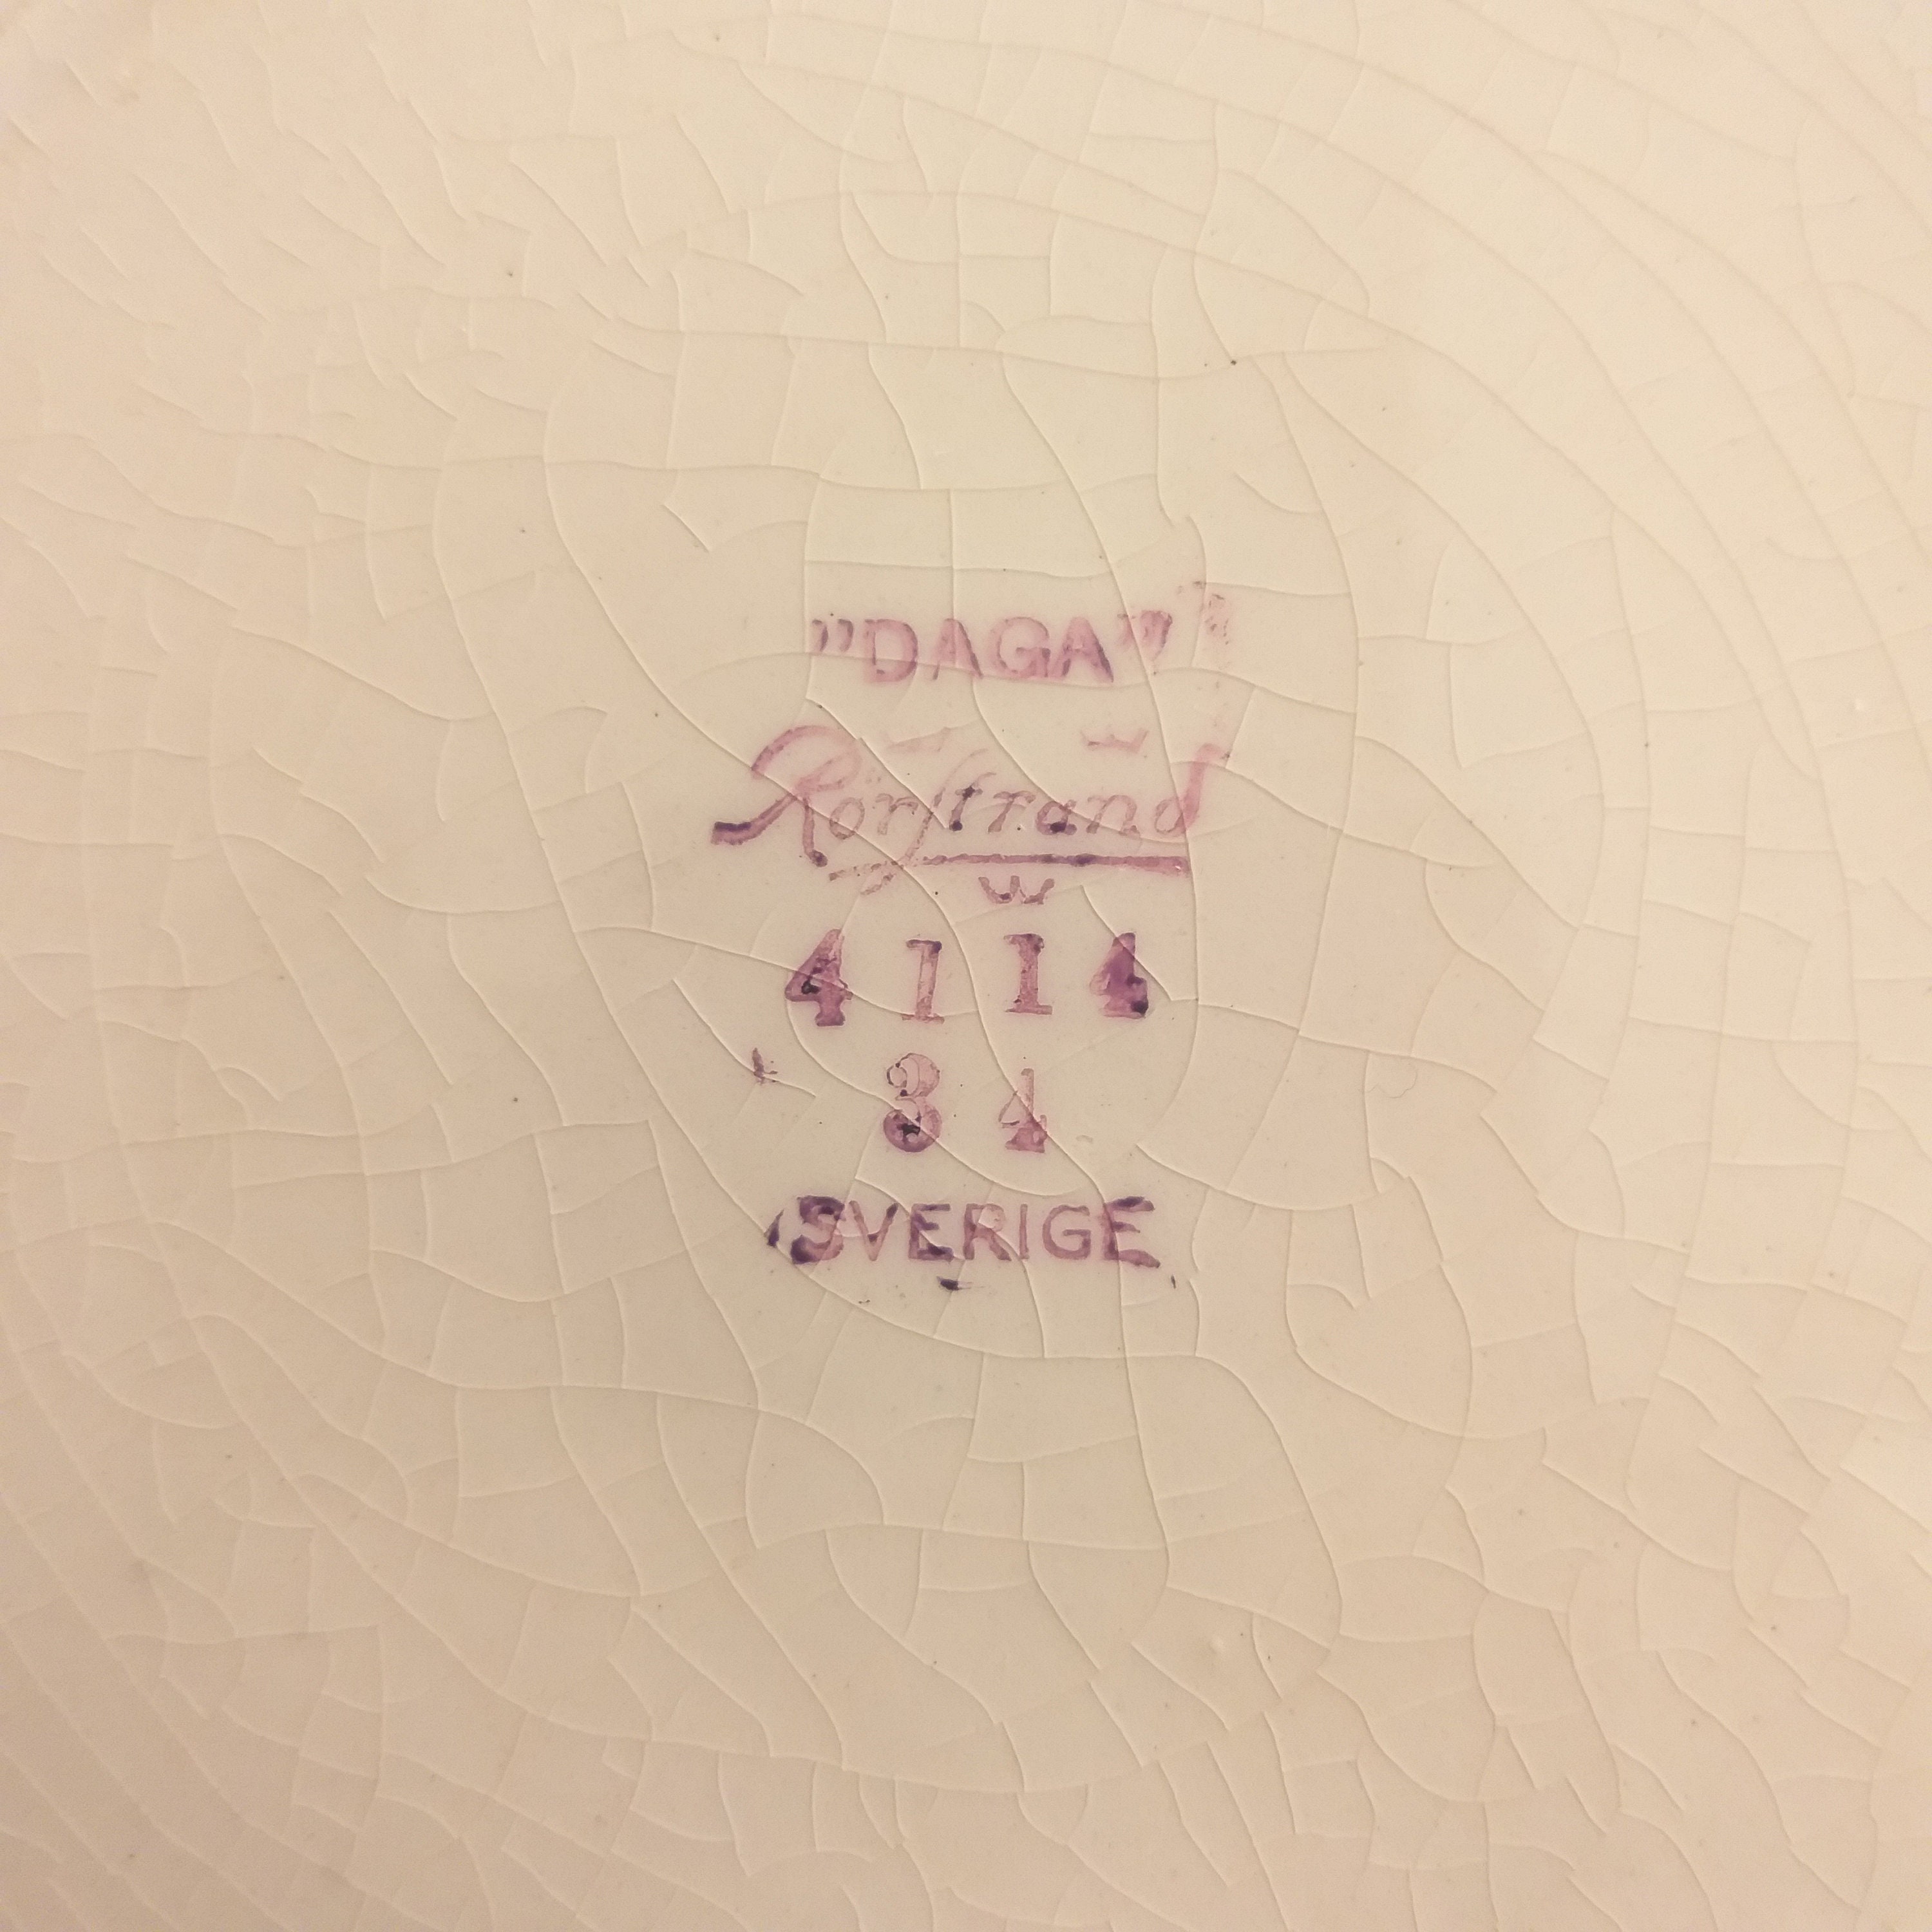 "DAGA"
Rörstrand
4114
34
SVERIGE